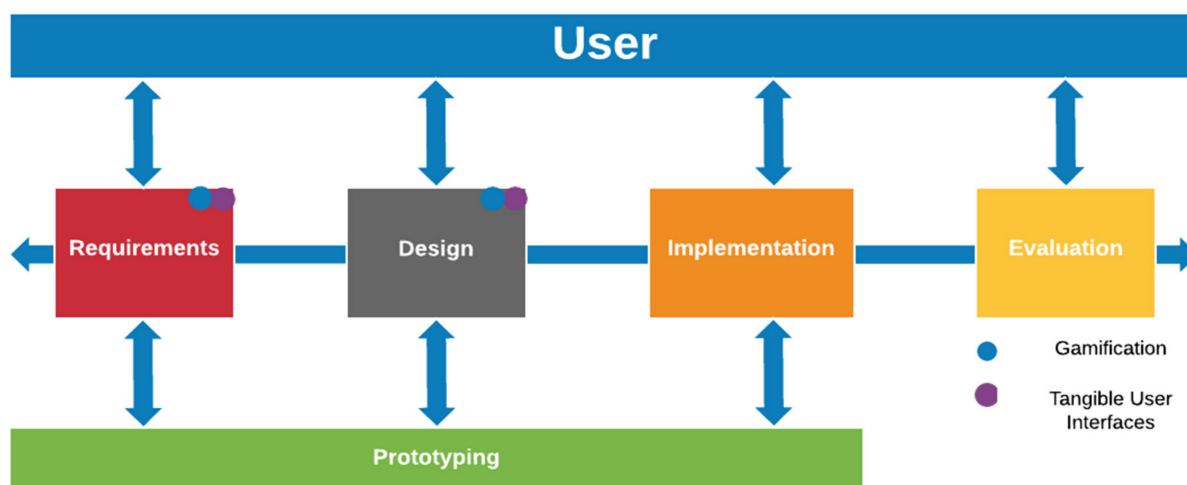 User
Requirements
Design
Implementation
Evaluation
Gamification
Tangible User
Interfaces
Prototyping